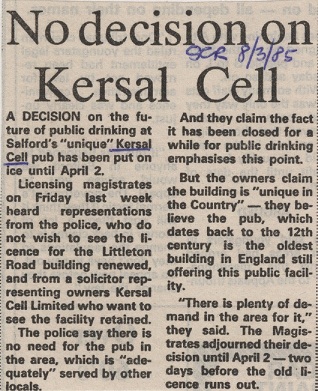 No decision on
SCR 8/3/85
Kersal Cell
A DECISION on the fu-
ture of public drinking at
Salford's "unique" Kersal
Cell pub has been put on
ice until April 2.
Licensing magistrates
on Friday last week
heard representations
from the police, who do
not wish to see the li-
cence for the Littleton
Road building renewed,
and from a solicitor rep-
resenting owners Kersal
Cell Limited who want to
see the facility retained.
The police say there is
no need for the pub in
the area, which is "ade-
quately" served by other
locals.
And they claim the fact
it has been closed for a
while for public drinking
emphasises this point.
But the owners claim
the building is "unique in
the Country" — they be-
lieve the pub, which
dates back to the 12th
century is the oldest
building in England still
offering this public facil-
ity.
"There is plenty of de-
mand in the area for it,"
they said. The Magis-
trates adjourned their de-
cision until April 2 — two
days before the old li-
cence runs out.